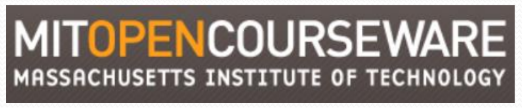 MITOPENCOURSEWARE
MASSACHUSETTS INSTITUTE OF TECHNOLOGY